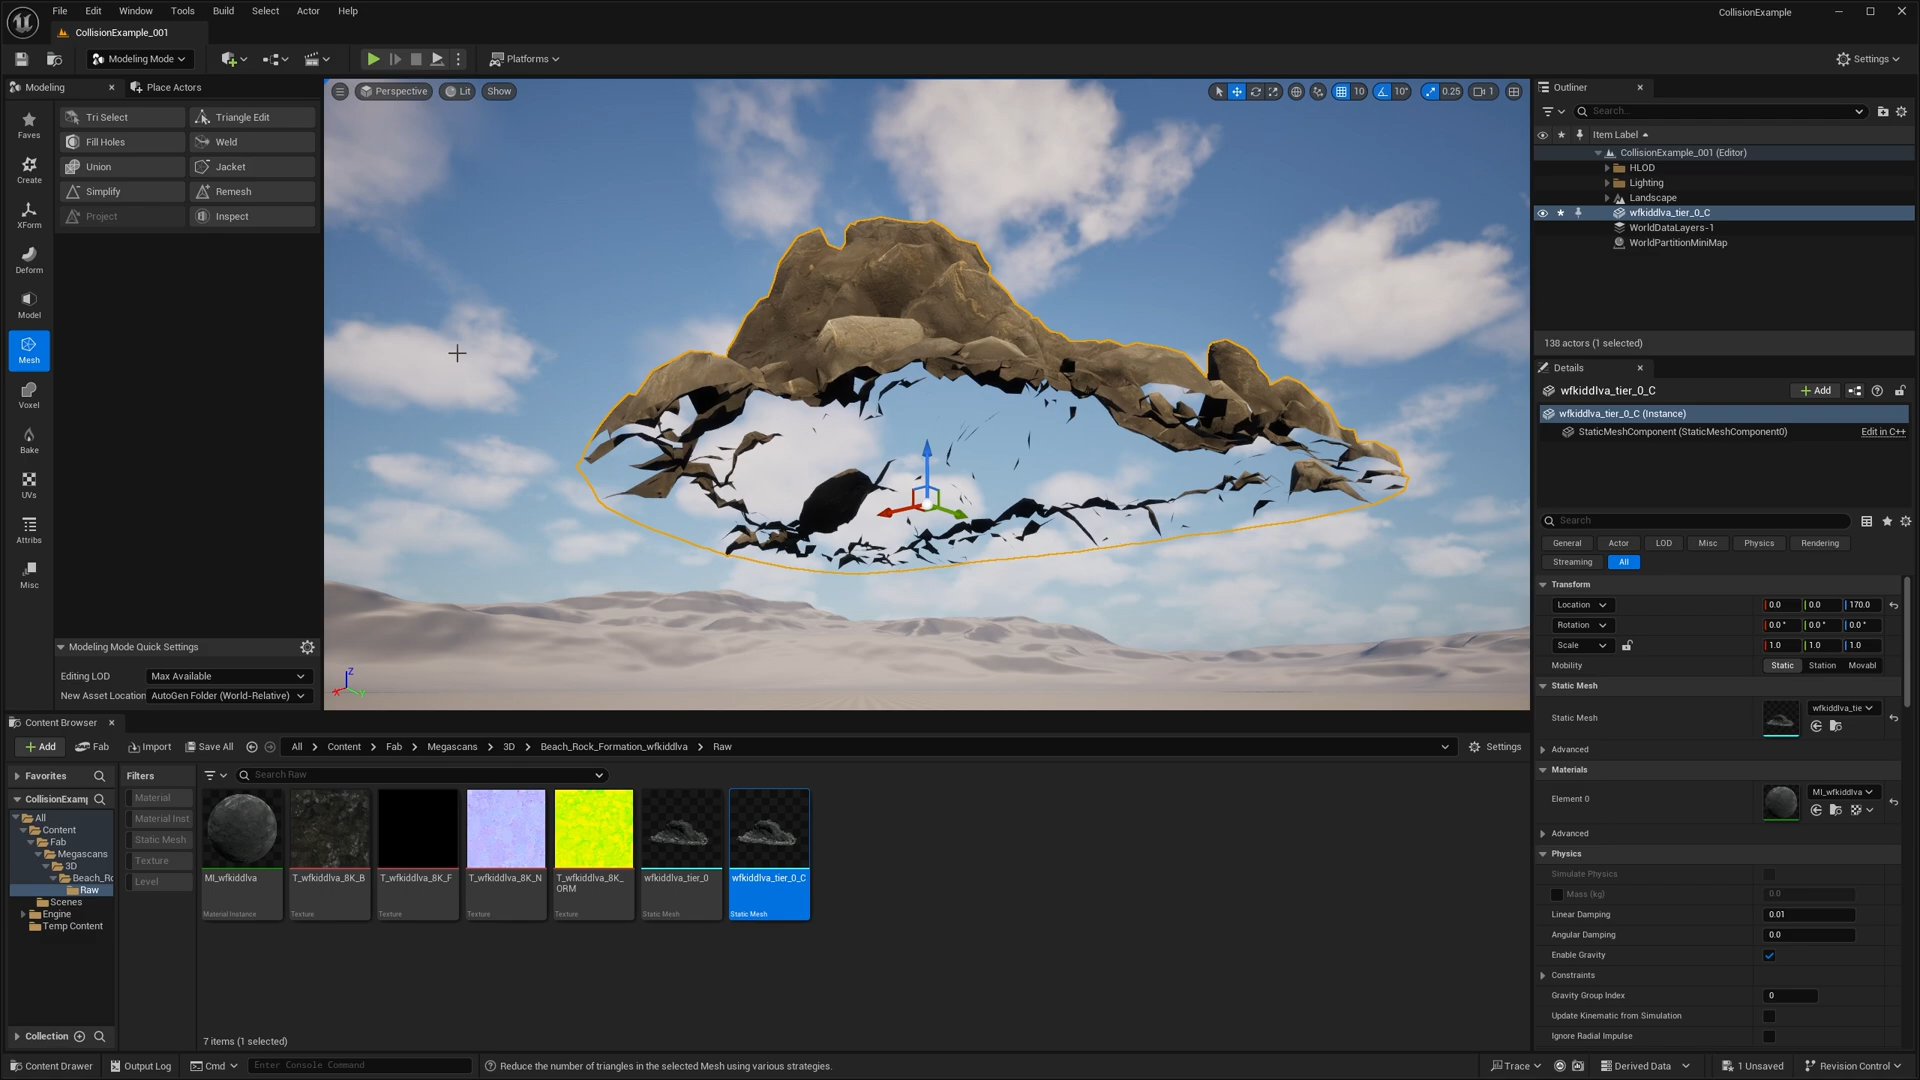 File Edit Window Tools Build Select Actor Help
CollisionExample
CollisionExample_001
Modeling Mode
Platforms
Settings
Modeling
Place Actors
Perspective
Lit
Show
10
10°
0.25
1
Outliner
Faves
Create
XForm
Deform
Model
Mesh
Voxel
Bake
UVs
Attribs
Misc
Tri Select
Triangle Edit
Fill Holes
Weld
Union
Jacket
Simplify
Remesh
Project
Inspect
Modeling Mode Quick Settings
Editing LOD
Max Available
New Asset Location
AutoGen Folder (World-Relative)
Z
X
Y
Search...
Item Label
CollisionExample_001 (Editor)
HLOD
Lighting
Landscape
wfkiddlva_tier_0_C
WorldDataLayers-1
WorldPartitionMiniMap
138 actors (1 selected)
Details
wfkiddlva_tier_0_C
Add
wfkiddlva_tier_0_C (Instance)
StaticMeshComponent (StaticMeshComponent0)
Edit in C++
Search
General Actor LOD Misc Physics Rendering
Streaming All
Transform
Location 0.0 0.0 170.0
Rotation 0.0 ° 0.0 ° 0.0 °
Scale 1.0 1.0 1.0
Mobility Static Station Movabl
Static Mesh
Static Mesh
wfkiddlva_tie
Advanced
Materials
Element 0
MI_wfkiddlva
Advanced
Physics
Simulate Physics
Mass (kg) 0.0
Linear Damping 0.01
Angular Damping 0.0
Enable Gravity
Constraints
Gravity Group Index 0
Update Kinematic from Simulation
Ignore Radial Impulse
Content Browser
Add
Fab
Import
Save All
All > Content > Fab > Megascans > 3D > Beach_Rock_Formation_wfkiddlva > Raw
Settings
Favorites
CollisionExamp
All
Content
Fab
Megascans
3D
Beach_Ro
Raw
Scenes
Engine
Temp Content
Collection
Filters
Material
Material Inst
Static Mesh
Texture
Level
Search Raw
MI_wfkiddlva
Material Instance
T_wfkiddlva_8K_B
Texture
T_wfkiddlva_8K_F
Texture
T_wfkiddlva_8K_N
Texture
T_wfkiddlva_8K_
ORM
Texture
wfkiddlva_tier_0
Static Mesh
wfkiddlva_tier_0_C
Static Mesh
7 items (1 selected)
Content Drawer
Output Log
Cmd
Enter Console Command
Reduce the number of triangles in the selected Mesh using various strategies.
Trace
Derived Data
1 Unsaved
Revision Control